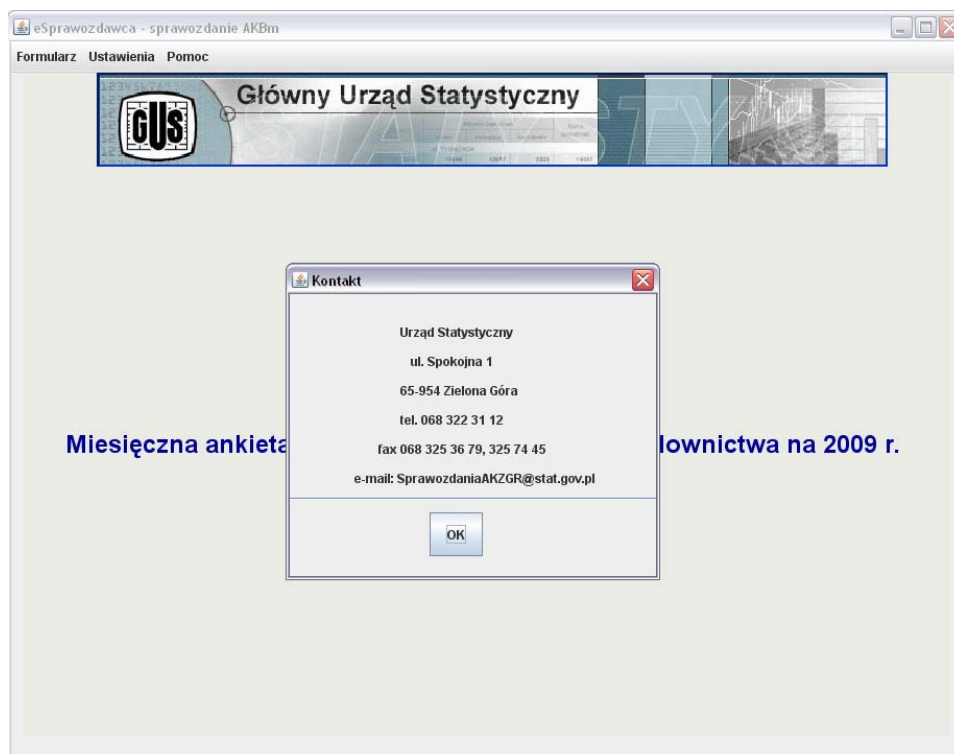 eSprawozdawca - sprawozdanie AKBm
Formularz Ustawienia Pomoc
GUS
Główny Urząd Statystyczny
Kontakt
Urząd Statystyczny
ul. Spokojna 1
65-954 Zielona Góra
tel. 068 322 31 12
Miesięczna ankieta lownictwa na 2009 r.
fax 068 325 36 79, 325 74 45
e-mail: SprawozdaniaAKZGR@stat.gov.pl
OK